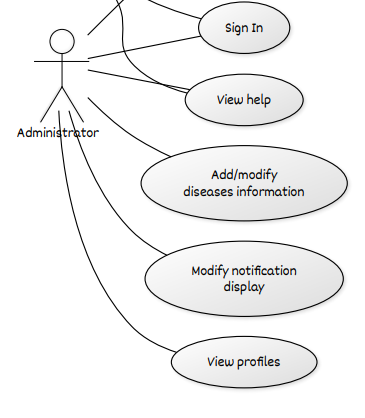 Sign In
View help
Administrator
Add/modify
diseases information
Modify notification
display
View profiles